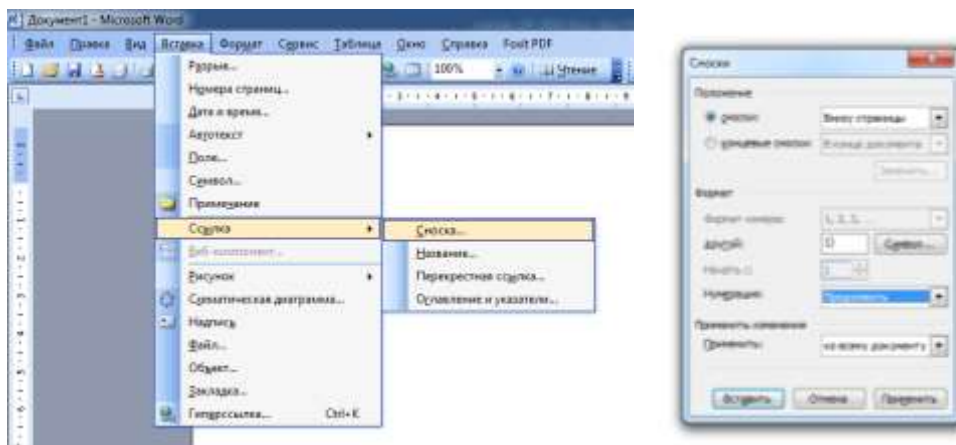 Документ1 - Microsoft Word
Файл Правка Вид Вставка Формат Сервис Таблица Окно Справка Foxit PDF
100% Чтение
Разрыв...
Номера страниц...
Дата и время...
Автотекст
Поле...
Символ...
Примечание
Ссылка
Сноска...
Веб-компонент...
Название...
Рисунок
Перекрестная ссылка...
Схематическая диаграмма...
Оглавление и указатели...
Надпись
Файл...
Объект...
Закладка...
Гиперссылка... Ctrl+K
Сноски
Положение
сноски: Внизу страницы
концевые сноски: В конце документа
Формат
Формат номера: 1, 2, 3, ...
другой: Символ...
Начать с: 1
Нумерация: Продолжить
Применить изменения
Применить: ко всему документу
Вставить Отмена Применить